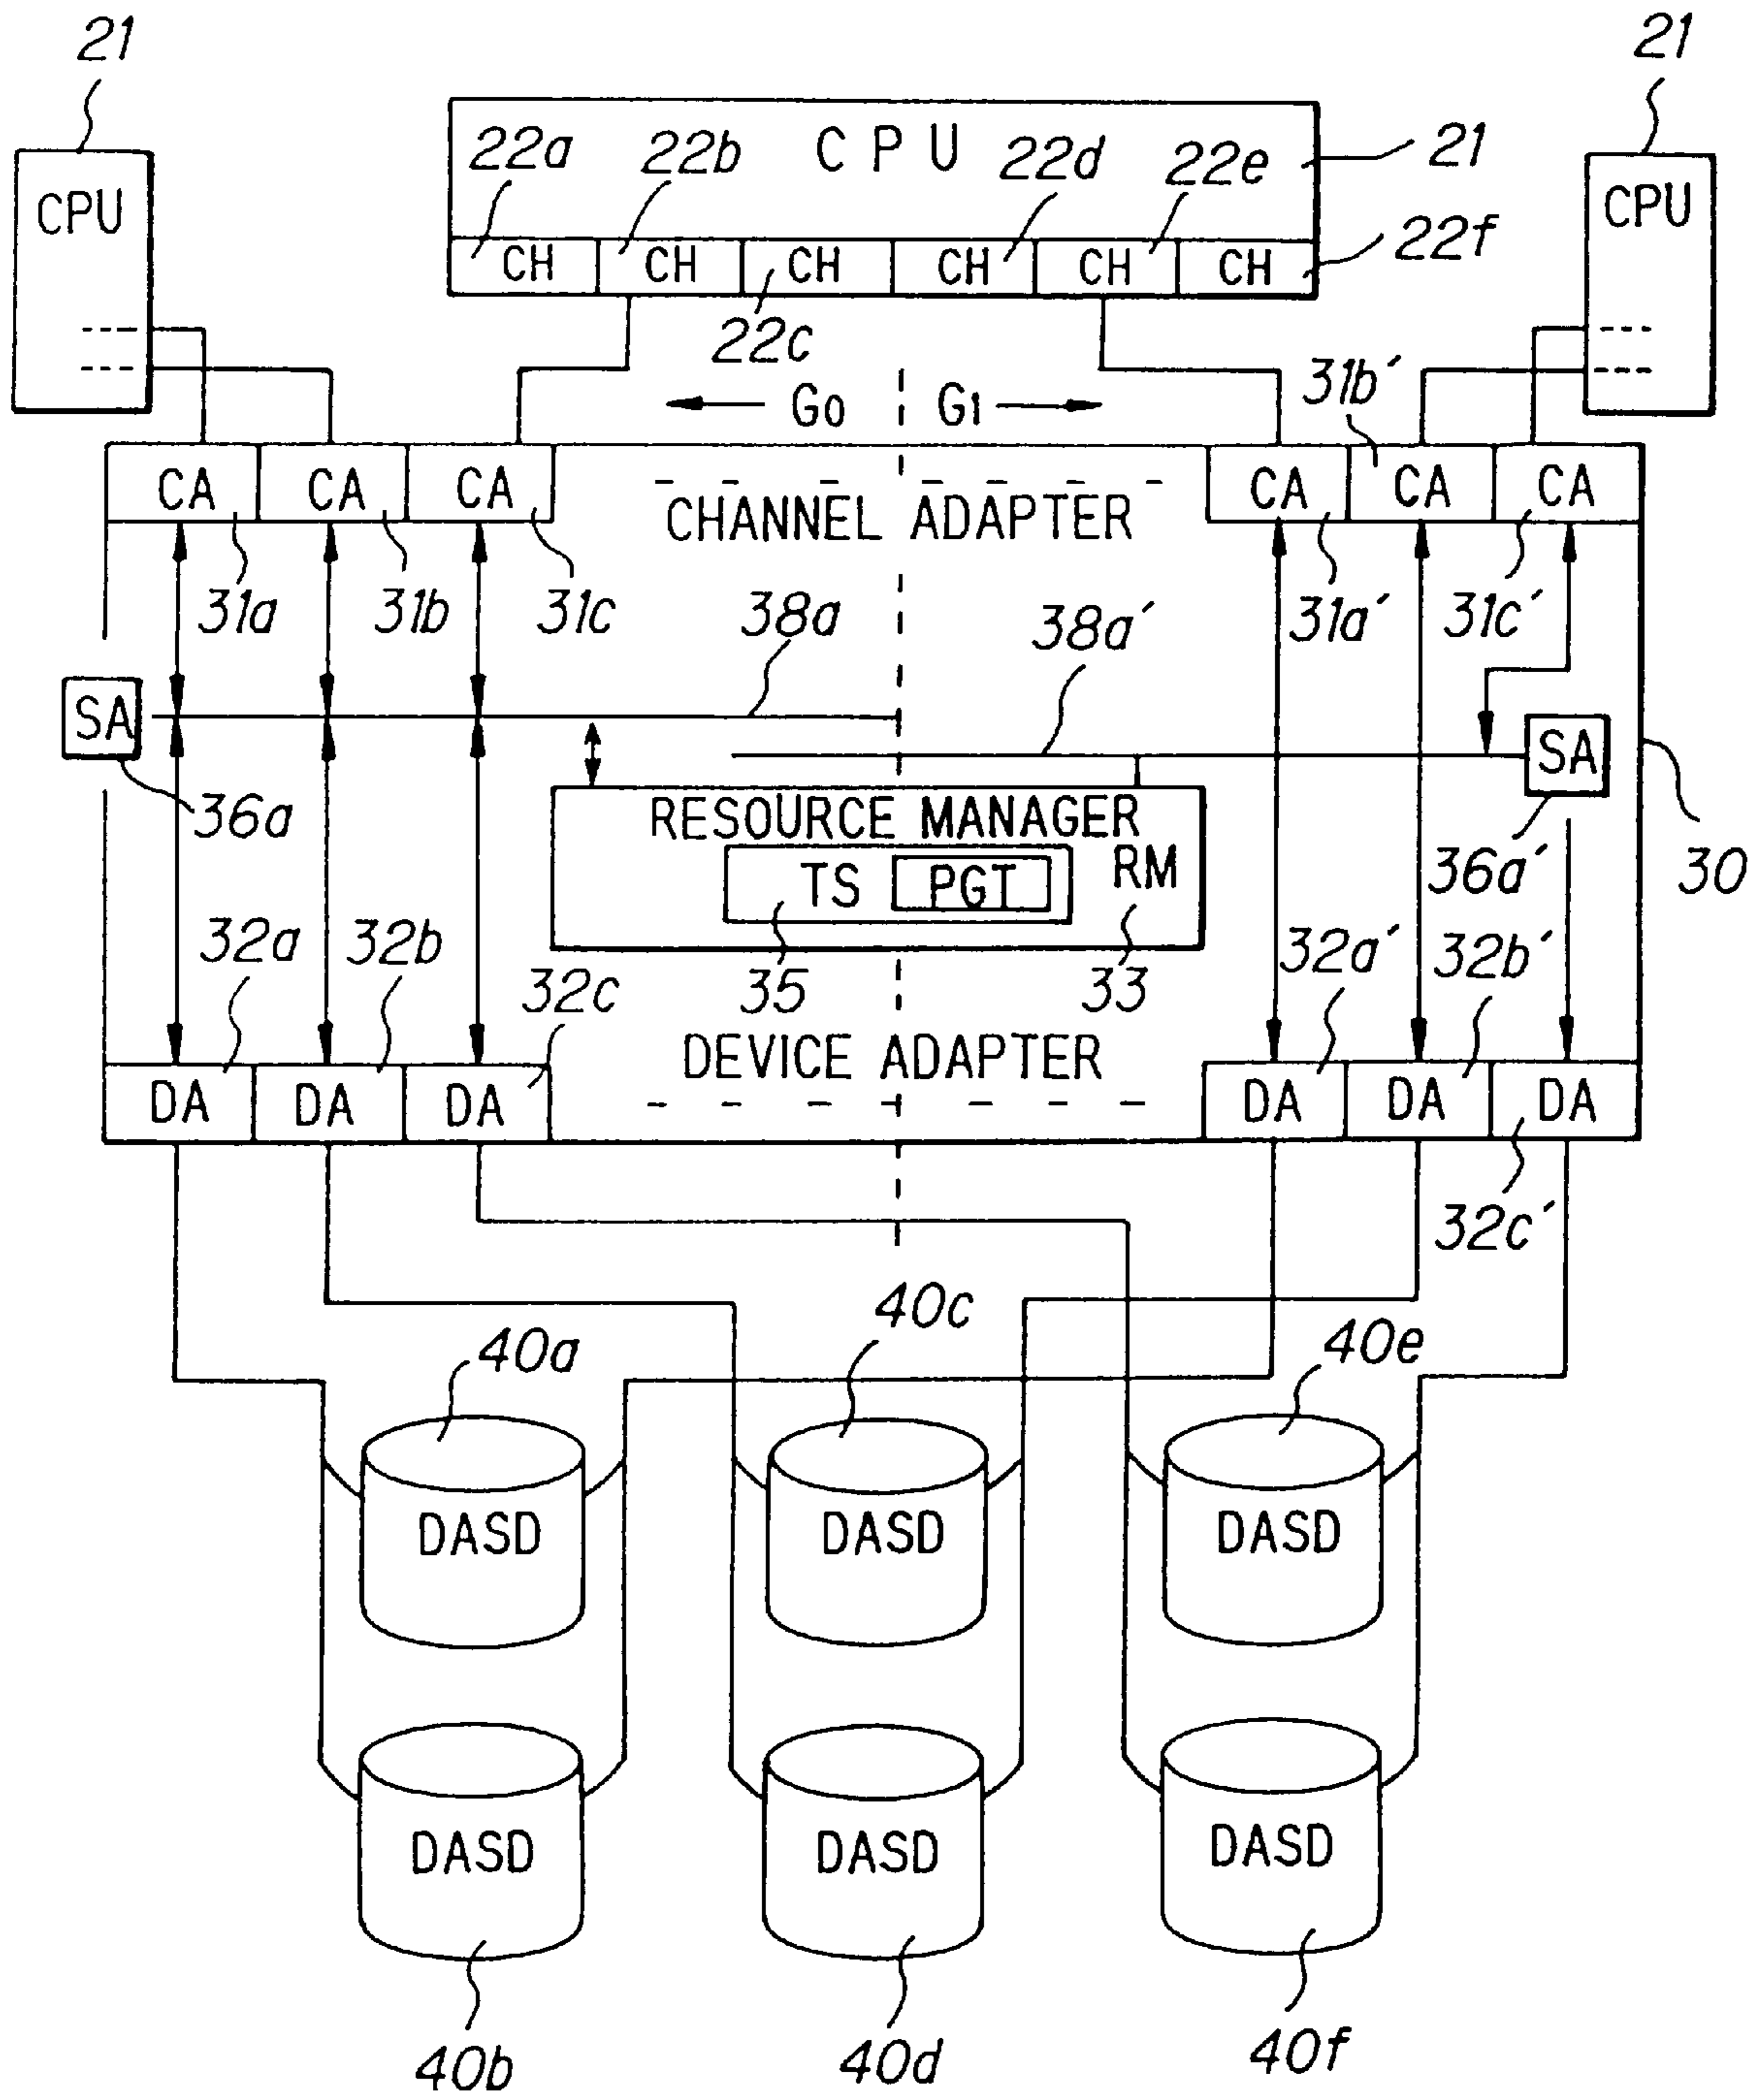 21
21
22a
22b
CPU
22d
22e
21
CPU
CPU
CH
CH
CH
CH
CH
CH
22f
22c
31b′
G0
G1
CA
CA
CA
CHANNEL ADAPTER
CA
CA
CA
31a
31b
31c
38a
38a′
31a′
31c′
SA
SA
36a
RESOURCE MANAGER
TS
PGT
RM
36a′
30
32a
32b
32c
35
33
32a′
32b′
DEVICE ADAPTER
DA
DA
DA
DA
DA
DA
32c′
40a
40c
40e
DASD
DASD
DASD
DASD
DASD
DASD
40b
40d
40f